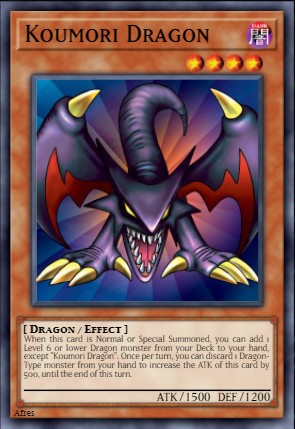 Koumori Dragon
DARK
闇
[ Dragon / Effect ]
When this card is Normal or Special Summoned, you can add 1
Level 6 or lower Dragon monster from your Deck to your hand,
except "Koumori Dragon". Once per turn, you can discard 1 Dragon-
Type monster from your hand to increase the ATK of this card by
500, until the end of this turn.
ATK / 1500 DEF / 1200
Afres